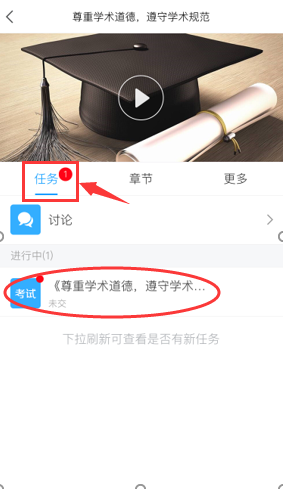 尊重学术道德，遵守学术规范
任务 1 章节 更多
讨论
进行中(1)
考试 《尊重学术道德，遵守学术...
未交
下拉刷新可查看是否有新任务